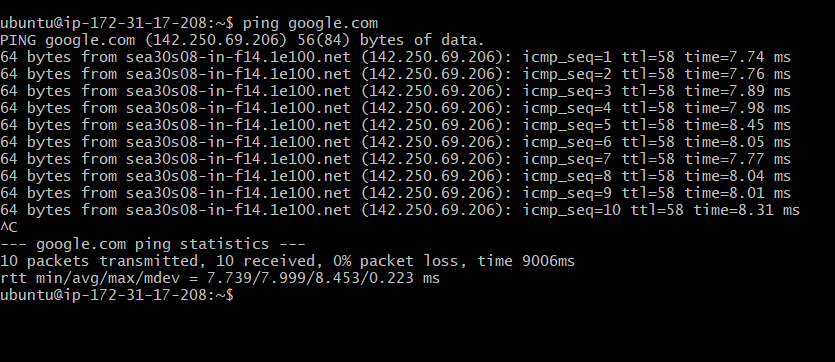 ubuntu@ip-172-31-17-208:~$ ping google.com
PING google.com (142.250.69.206) 56(84) bytes of data.
64 bytes from sea30s08-in-f14.1e100.net (142.250.69.206): icmp_seq=1 ttl=58 time=7.74 ms
64 bytes from sea30s08-in-f14.1e100.net (142.250.69.206): icmp_seq=2 ttl=58 time=7.76 ms
64 bytes from sea30s08-in-f14.1e100.net (142.250.69.206): icmp_seq=3 ttl=58 time=7.89 ms
64 bytes from sea30s08-in-f14.1e100.net (142.250.69.206): icmp_seq=4 ttl=58 time=7.98 ms
64 bytes from sea30s08-in-f14.1e100.net (142.250.69.206): icmp_seq=5 ttl=58 time=8.45 ms
64 bytes from sea30s08-in-f14.1e100.net (142.250.69.206): icmp_seq=6 ttl=58 time=8.05 ms
64 bytes from sea30s08-in-f14.1e100.net (142.250.69.206): icmp_seq=7 ttl=58 time=7.77 ms
64 bytes from sea30s08-in-f14.1e100.net (142.250.69.206): icmp_seq=8 ttl=58 time=8.04 ms
64 bytes from sea30s08-in-f14.1e100.net (142.250.69.206): icmp_seq=9 ttl=58 time=8.01 ms
64 bytes from sea30s08-in-f14.1e100.net (142.250.69.206): icmp_seq=10 ttl=58 time=8.31 ms
^C
--- google.com ping statistics ---
10 packets transmitted, 10 received, 0% packet loss, time 9006ms
rtt min/avg/max/mdev = 7.739/7.999/8.453/0.223 ms
ubuntu@ip-172-31-17-208:~$